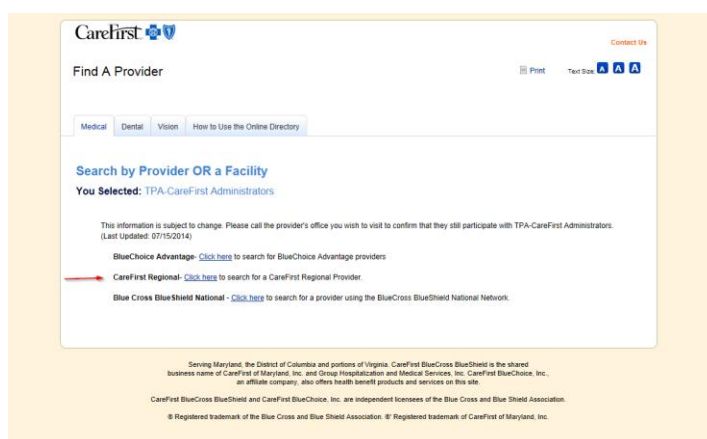 CareFirst
Contact Us
Find A Provider
Print Text Size: A A A
Medical Dental Vision How to Use the Online Directory
Search by Provider OR a Facility
You Selected: TPA-CareFirst Administrators
This information is subject to change. Please call the provider's office you wish to visit to confirm that they still participate with TPA-CareFirst Administrators.
(Last Updated: 07/15/2014)
BlueChoice Advantage- Click here to search for BlueChoice Advantage providers
CareFirst Regional- Click here to search for a CareFirst Regional Provider.
Blue Cross BlueShield National - Click here to search for a provider using the BlueCross BlueShield National Network.
Serving Maryland, the District of Columbia and portions of Virginia. CareFirst BlueCross BlueShield is the shared
business name of CareFirst of Maryland, Inc. and Group Hospitalization and Medical Services, Inc. CareFirst BlueChoice, Inc.,
an affiliate company, also offers health benefit products and services on this site.
CareFirst BlueCross BlueShield and CareFirst BlueChoice, Inc. are independent licensees of the Blue Cross and Blue Shield Association.
® Registered trademark of the Blue Cross and Blue Shield Association. ®' Registered trademark of CareFirst of Maryland, Inc.